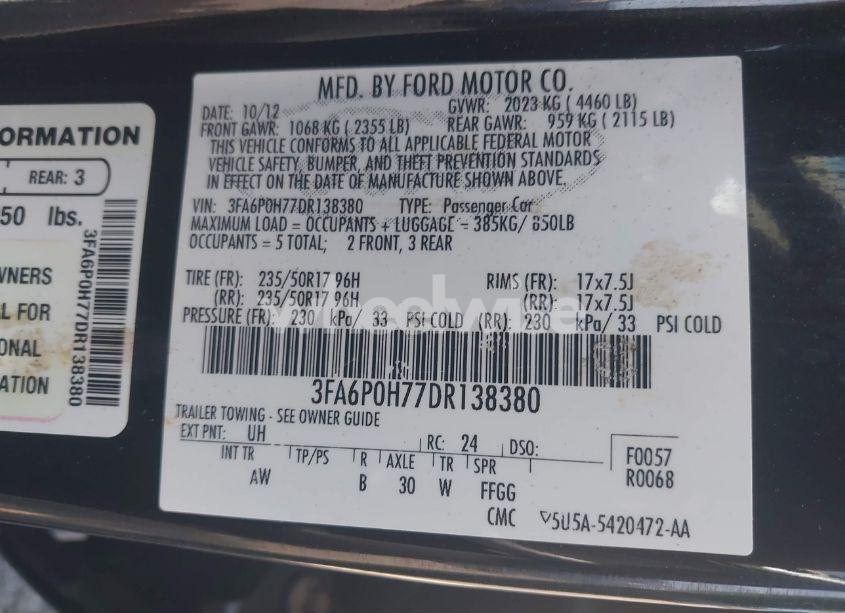 ORMATION
REAR: 3
50 lbs.
WNERS
L FOR
ONAL
ATION
3FA6P0H77DR138380
MFD. BY FORD MOTOR CO.
DATE: 10/12 GVWR: 2023 KG ( 4460 LB)
FRONT GAWR: 1068 KG ( 2355 LB) REAR GAWR: 959 KG ( 2115 LB)
THIS VEHICLE CONFORMS TO ALL APPLICABLE FEDERAL MOTOR
VEHICLE SAFETY, BUMPER, AND THEFT PREVENTION STANDARDS
IN EFFECT ON THE DATE OF MANUFACTURE SHOWN ABOVE.
VIN: 3FA6P0H77DR138380 TYPE: Passenger Car
MAXIMUM LOAD = OCCUPANTS + LUGGAGE = 385KG/ 850LB
OCCUPANTS = 5 TOTAL; 2 FRONT, 3 REAR
TIRE (FR): 235/50R17 96H RIMS (FR): 17x7.5J
(RR): 235/50R17 96H (RR): 17x7.5J
PRESSURE (FR): 230 kPa/ 33 PSI COLD (RR): 230 kPa/ 33 PSI COLD
3FA6P0H77DR138380
TRAILER TOWING - SEE OWNER GUIDE
EXT PNT: UH RC: 24 DSO: F0057
INT TR TP/PS R AXLE TR SPR R0068
AW B 30 W FFGG
CMC 5U5A-5420472-AA